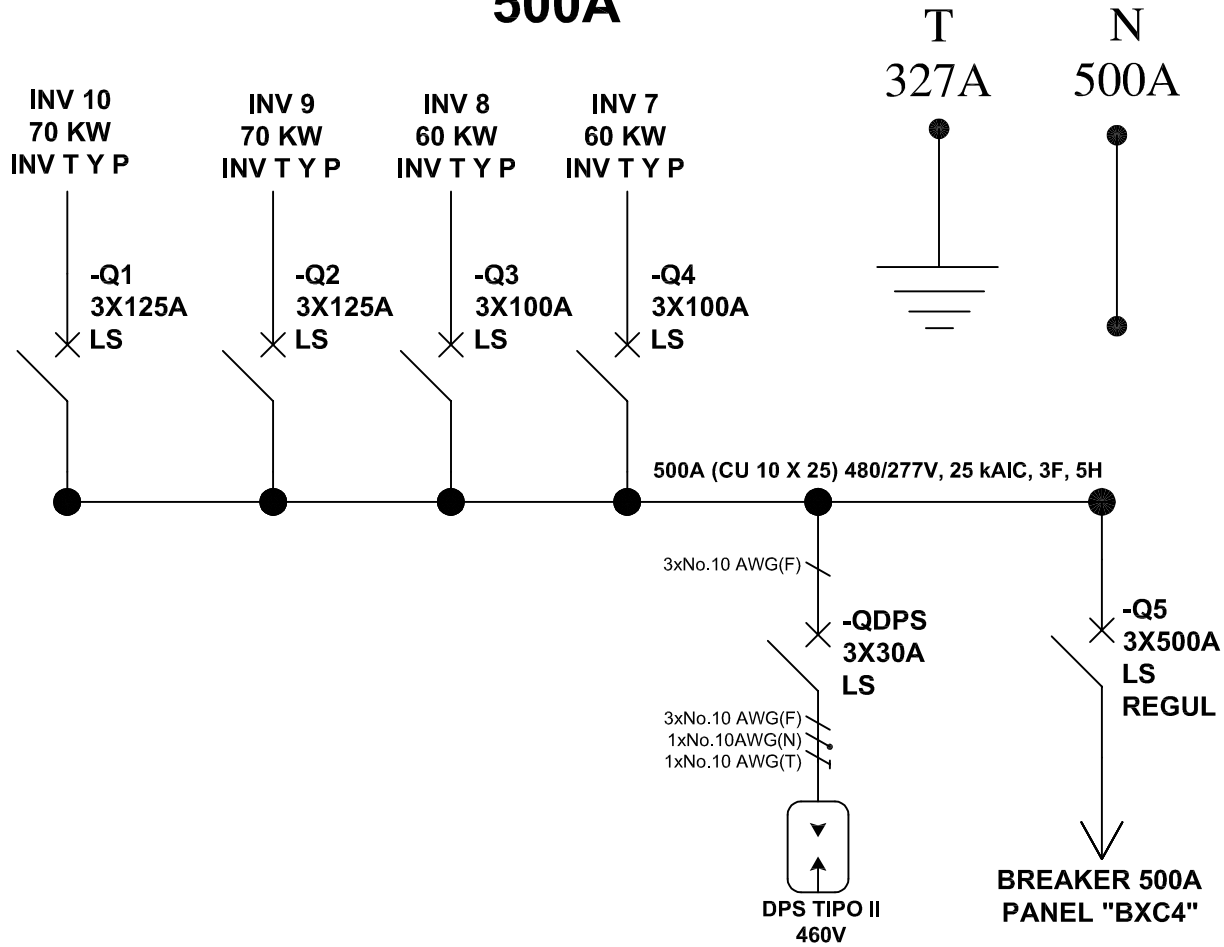 500A
T
327A
N
500A
INV 10
70 KW
INV T Y P
INV 9
70 KW
INV T Y P
INV 8
60 KW
INV T Y P
INV 7
60 KW
INV T Y P
-Q1
3X125A
LS
-Q2
3X125A
LS
-Q3
3X100A
LS
-Q4
3X100A
LS
500A (CU 10 X 25) 480/277V, 25 kAIC, 3F, 5H
3xNo.10 AWG(F)
-QDPS
3X30A
LS
-Q5
3X500A
LS
REGUL
3xNo.10 AWG(F)
1xNo.10AWG(N)
1xNo.10 AWG(T)
DPS TIPO II
460V
BREAKER 500A
PANEL "BXC4"